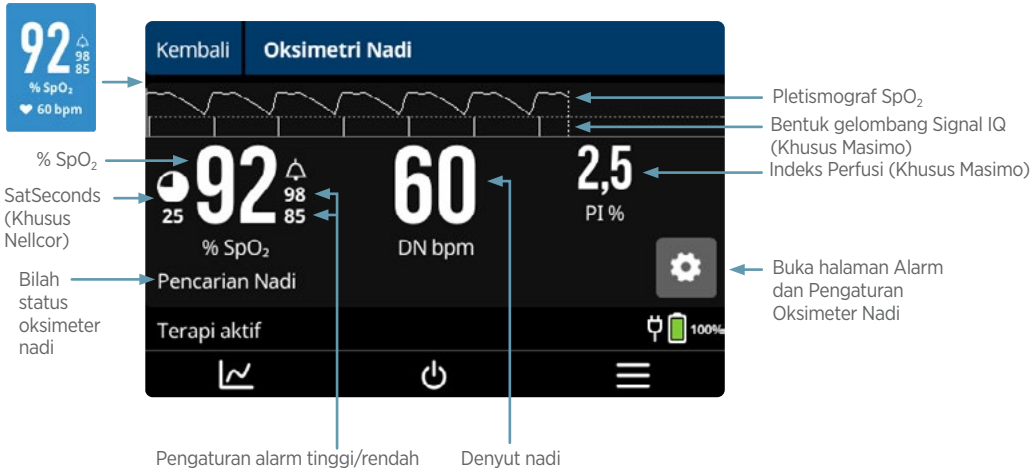 92
98
85
% SpO₂
60 bpm
Kembali
Oksimetri Nadi
Pletismograf SpO₂
Bentuk gelombang Signal IQ
(Khusus Masimo)
Indeks Perfusi (Khusus Masimo)
% SpO₂
SatSeconds
(Khusus
Nellcor)
25
92
98
85
% SpO₂
60
DN bpm
2,5
PI %
Bilah
status
oksimeter
nadi
Pencarian Nadi
Buka halaman Alarm
dan Pengaturan
Oksimeter Nadi
Terapi aktif
100%
Pengaturan alarm tinggi/rendah
Denyut nadi